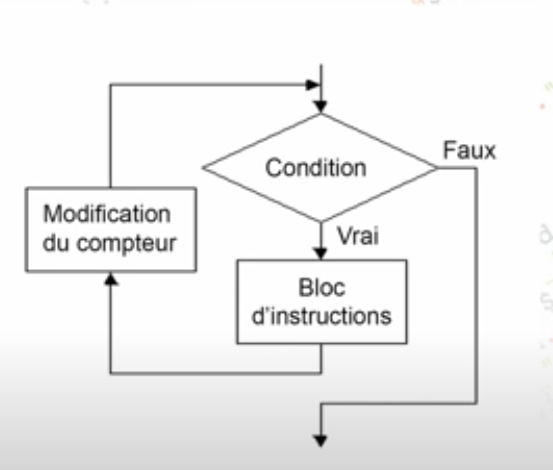 Condition
Faux
Vrai
Modification
du compteur
Bloc
d'instructions